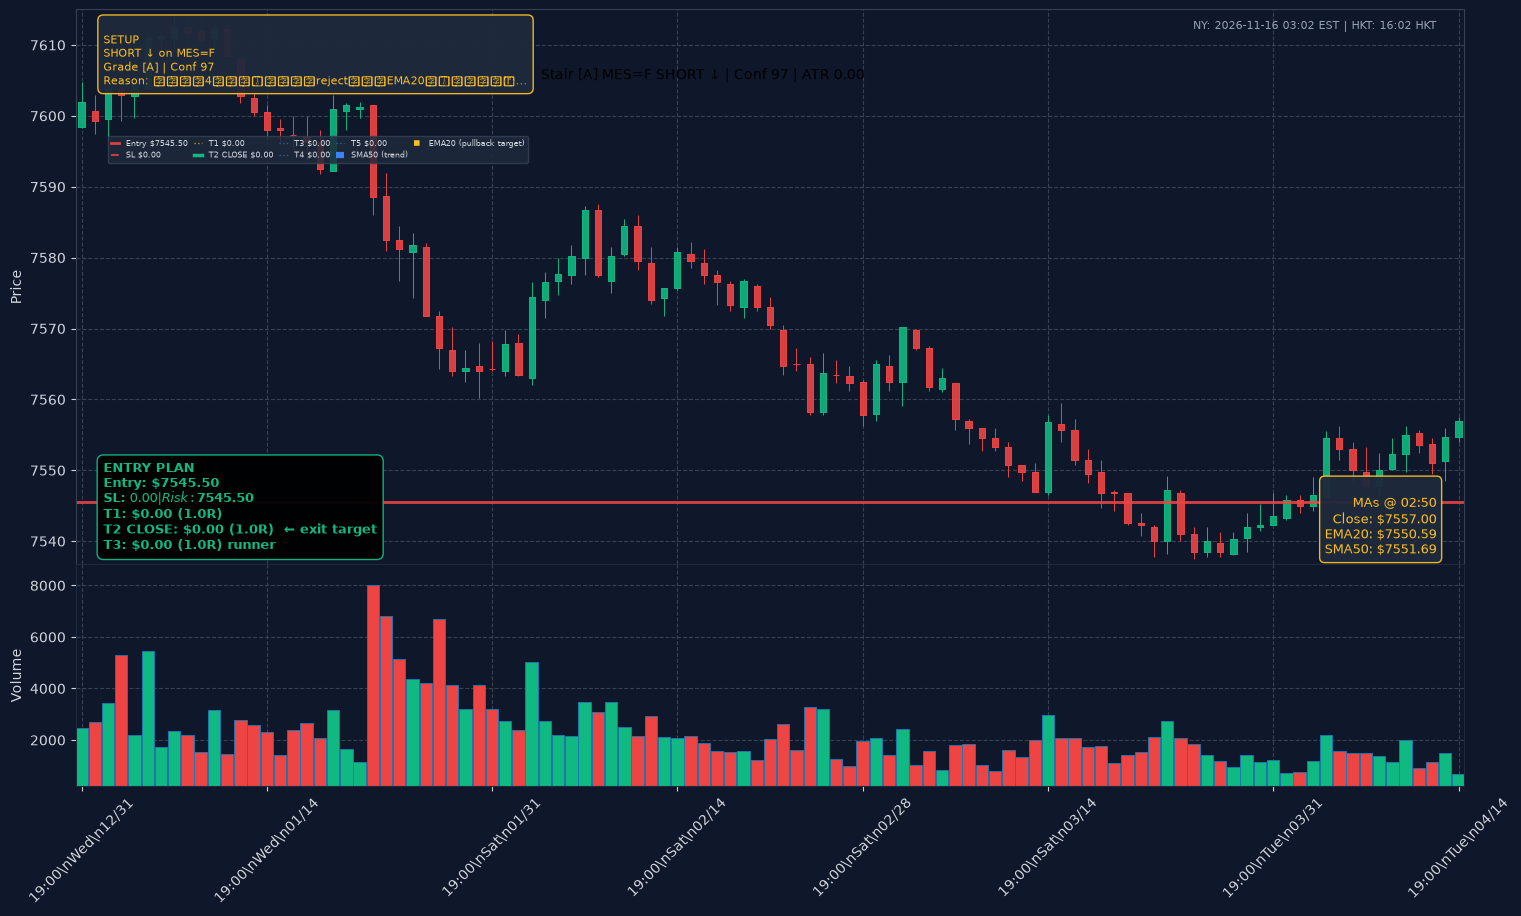 NY: 2026-11-16 03:02 EST | HKT: 16:02 HKT
SETUP
SHORT ↓ on MES=F
Grade [A] | Conf 97
Reason: 4 reject EMA20 ...
Stair [A] MES=F SHORT ↓ | Conf 97 | ATR 0.00
Entry $7545.50
SL $0.00
T1 $0.00
T2 CLOSE $0.00
T3 $0.00
T4 $0.00
T5 $0.00
SMA50 (trend)
EMA20 (pullback target)
Price
7610
7600
7590
7580
7570
7560
7550
7540
ENTRY PLAN
Entry: $7545.50
SL: 0.00|Risk:7545.50
T1: $0.00 (1.0R)
T2 CLOSE: $0.00 (1.0R) ← exit target
T3: $0.00 (1.0R) runner
MAs @ 02:50
Close: $7557.00
EMA20: $7550.59
SMA50: $7551.69
Volume
8000
6000
4000
2000
19:00\nWed\n12/31
19:00\nWed\n01/14
19:00\nSat\n01/31
19:00\nSat\n02/14
19:00\nSat\n02/28
19:00\nSat\n03/14
19:00\nTue\n03/31
19:00\nTue\n04/14